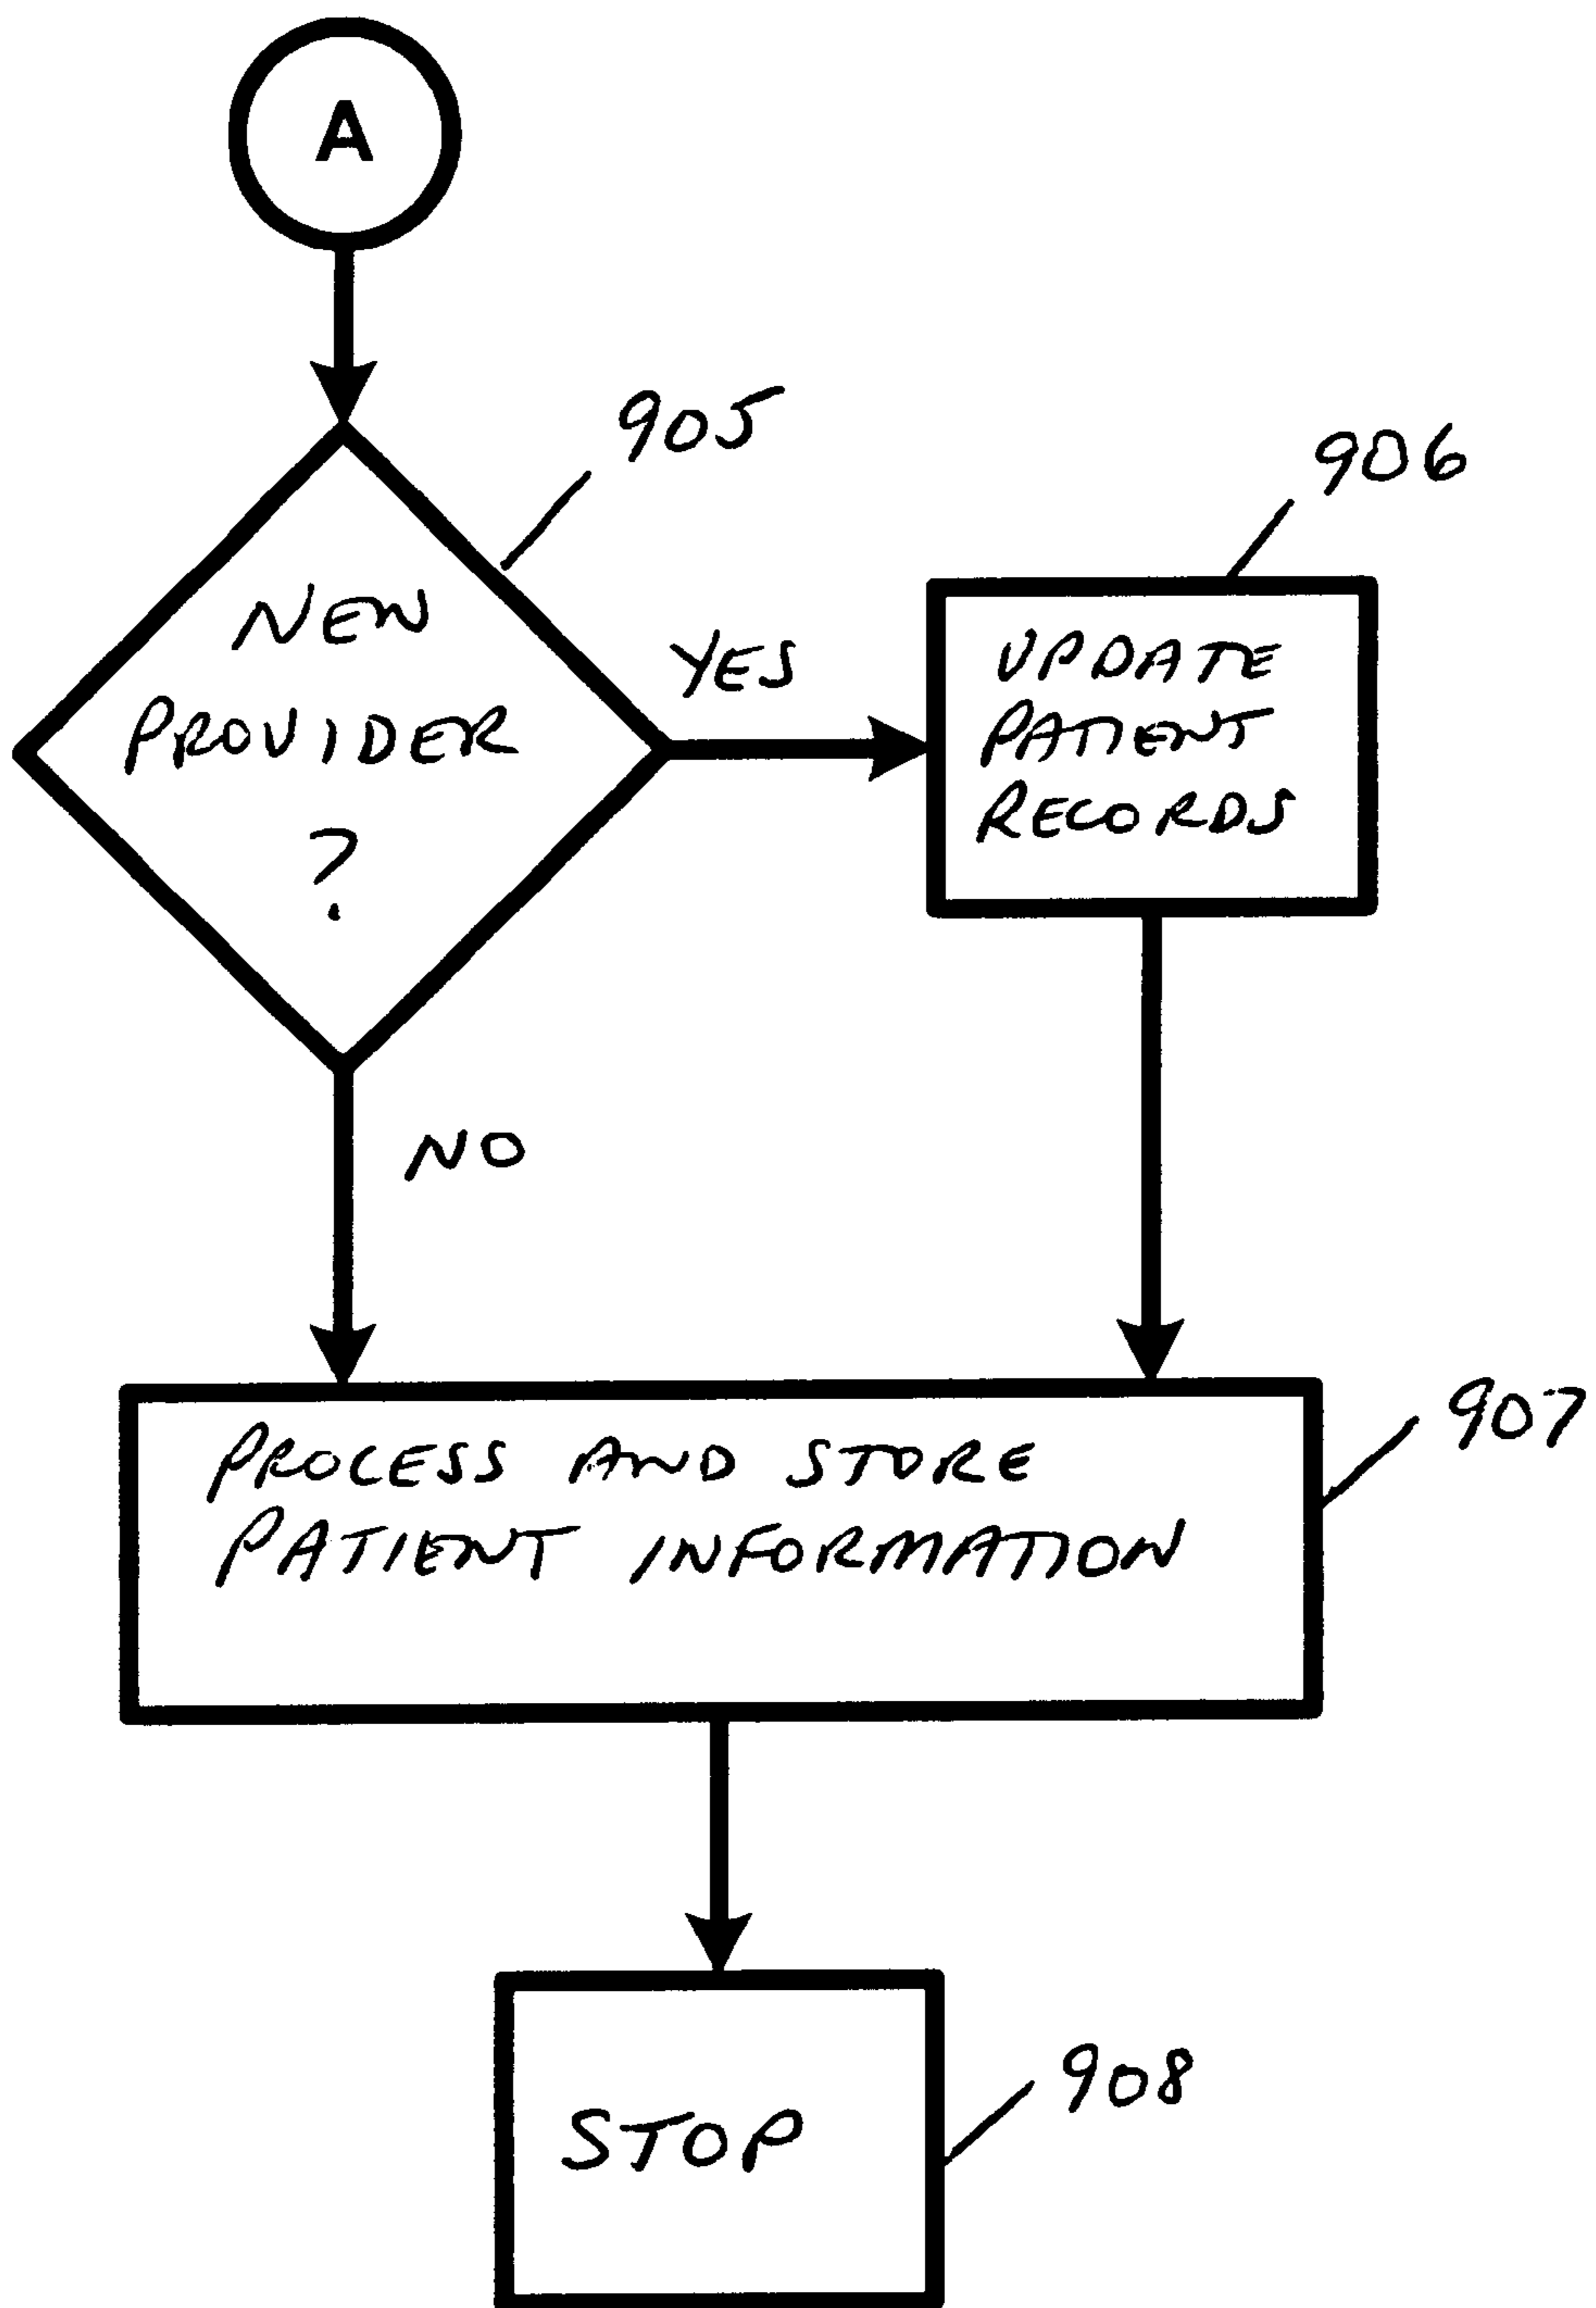 A
905
906
NEW
PROVIDER
?
YES
UPDATE
PATIENT
RECORDS
NO
907
PROCESS AND STORE
PATIENT INFORMATION
908
STOP